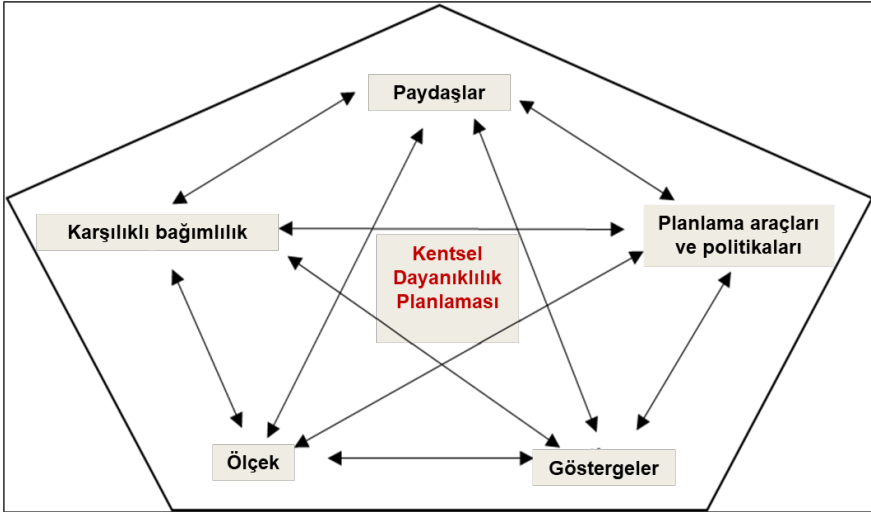 Paydaşlar
Karşılıklı bağımlılık
Planlama araçları
ve politikaları
Kentsel
Dayanıklılık
Planlaması
Ölçek
Göstergeler